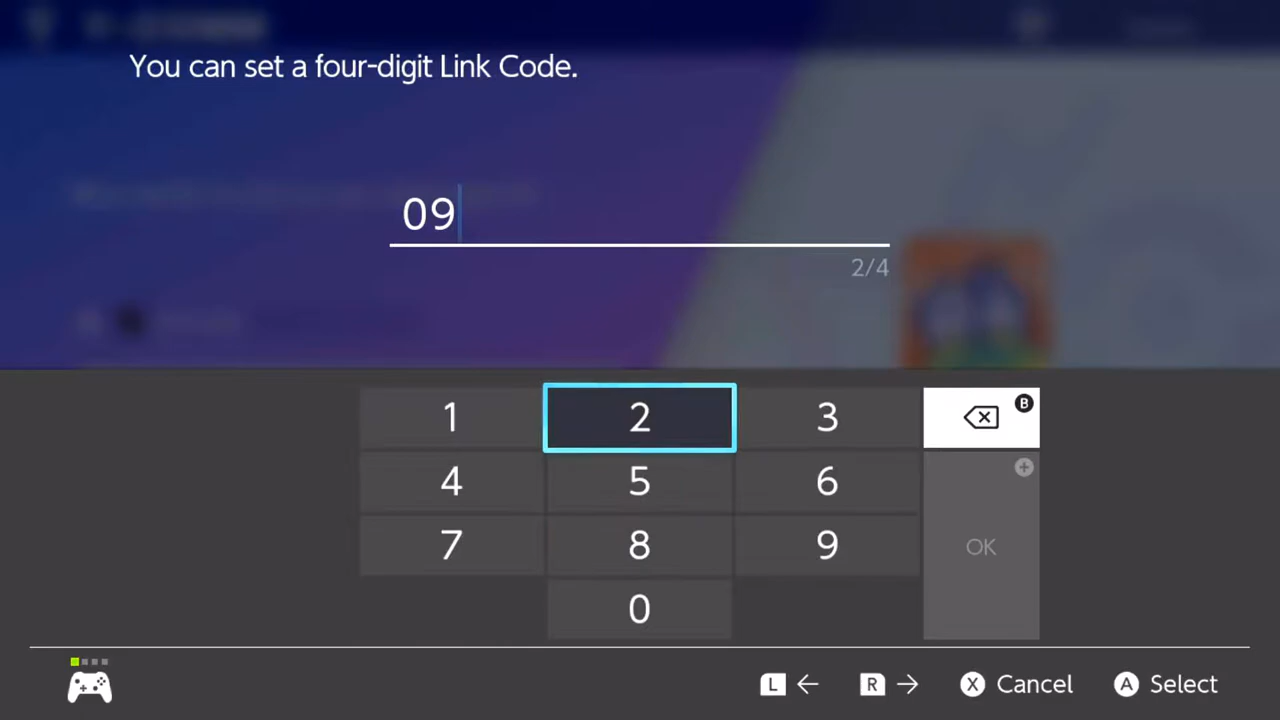 You can set a four-digit Link Code.
09
2/4
1 2 3 B
4 5 6 +
7 8 9 OK
0
L ← R → X Cancel A Select